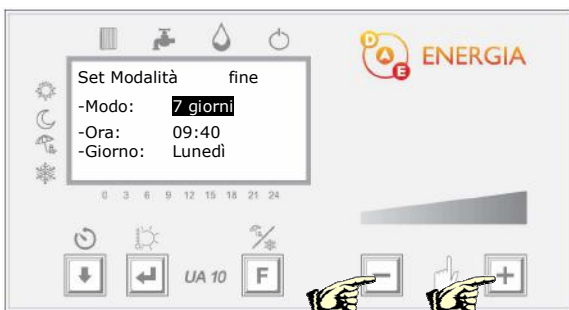 ENERGIA
D A E
Set Modalità fine
-Modo: 7 giorni
-Ora: 09:40
-Giorno: Lunedì
0 3 6 9 12 15 18 21 24
UA 10 F
- +